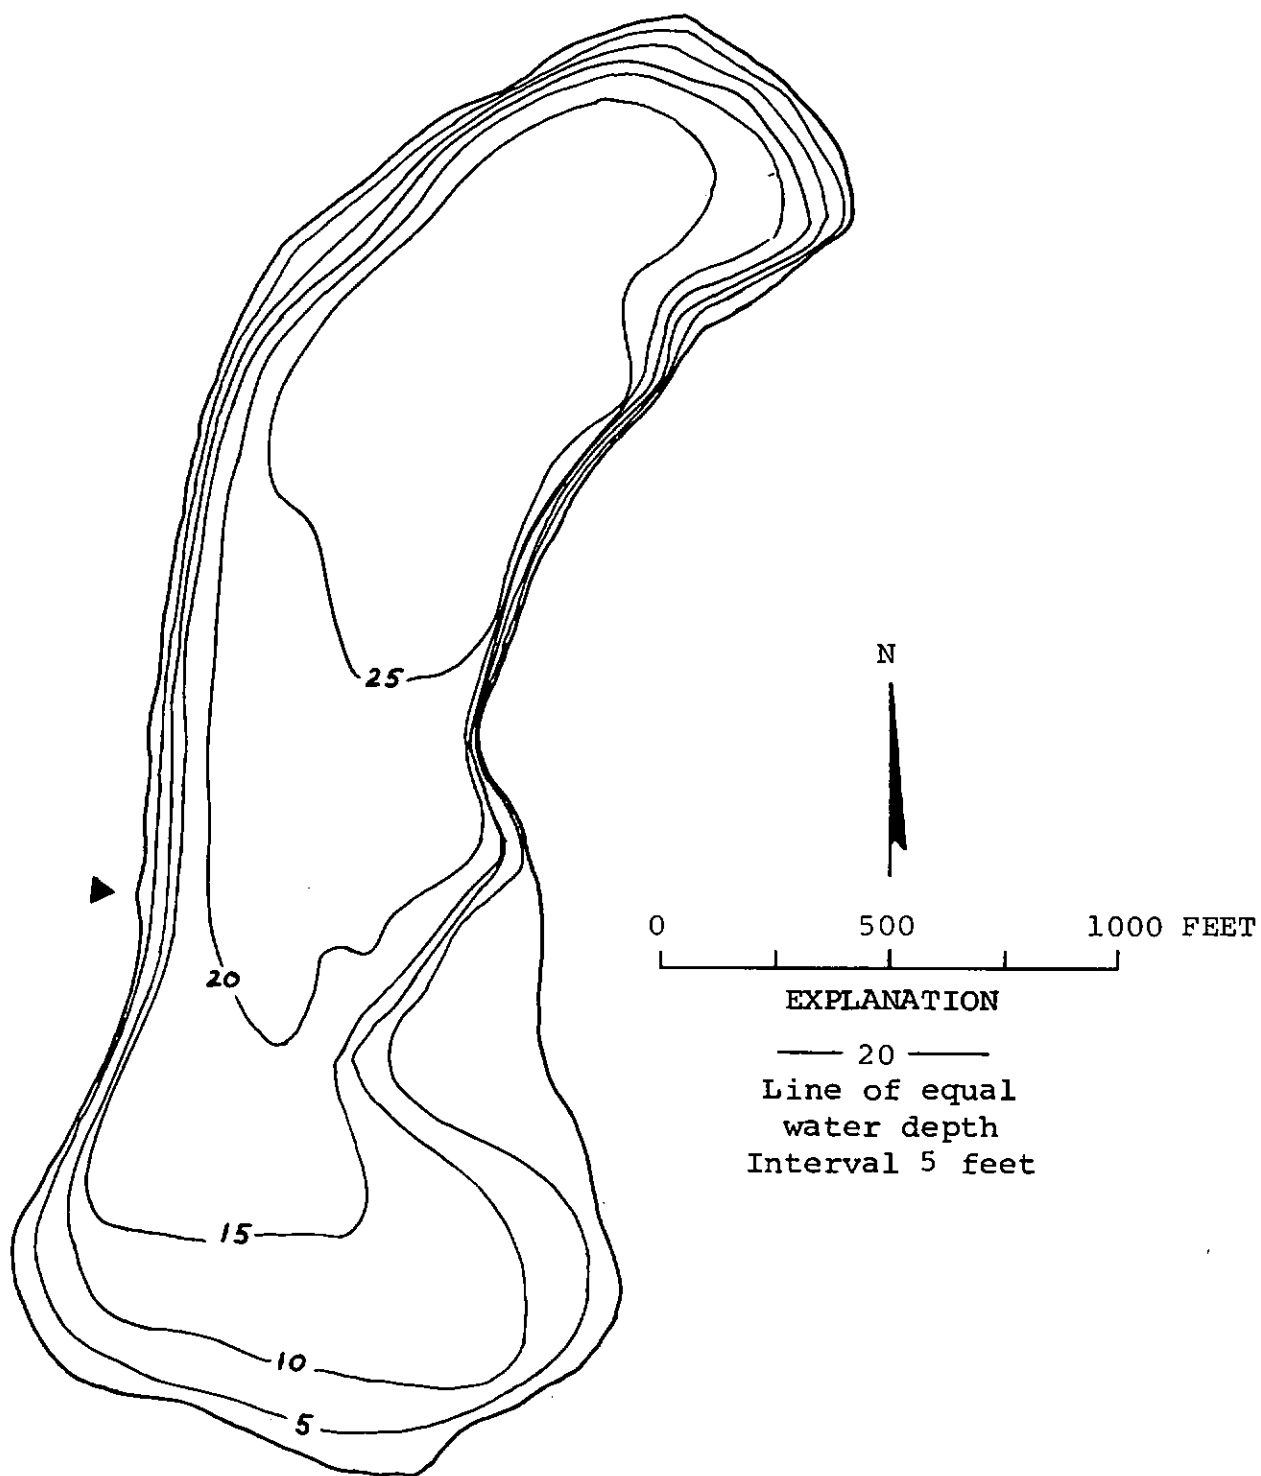 25
N
20
0 500 1000 FEET
EXPLANATION
20
Line of equal
water depth
Interval 5 feet
15
10
5